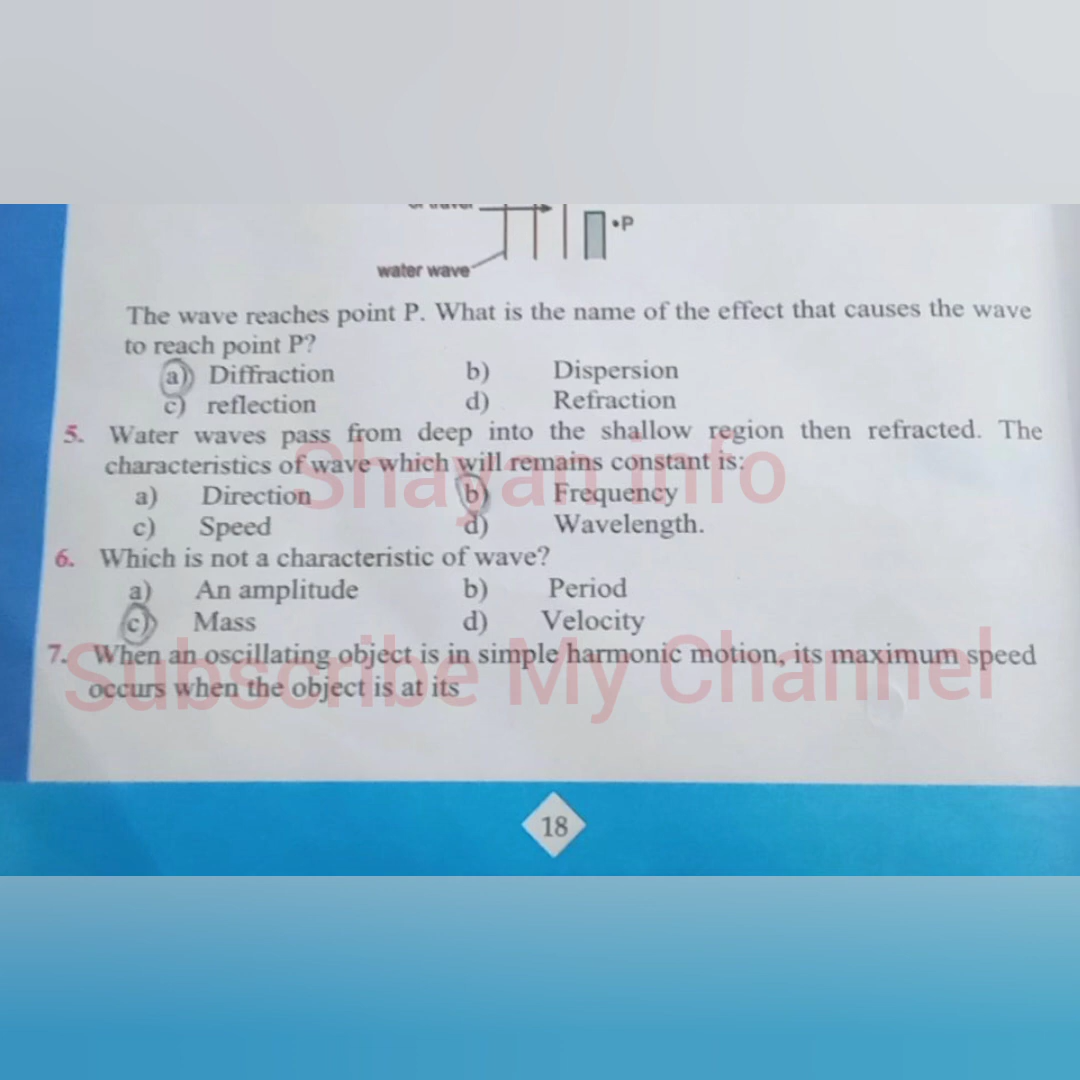 •P
water wave
The wave reaches point P. What is the name of the effect that causes the wave
to reach point P?
a) Diffraction b) Dispersion
c) reflection d) Refraction
5. Water waves pass from deep into the shallow region then refracted. The
characteristics of wave which will remains constant is:
a) Direction b) Frequency
c) Speed d) Wavelength.
6. Which is not a characteristic of wave?
a) An amplitude b) Period
c) Mass d) Velocity
7. When an oscillating object is in simple harmonic motion, its maximum speed
occurs when the object is at its
18
Shayan info
Subscribe My Channel